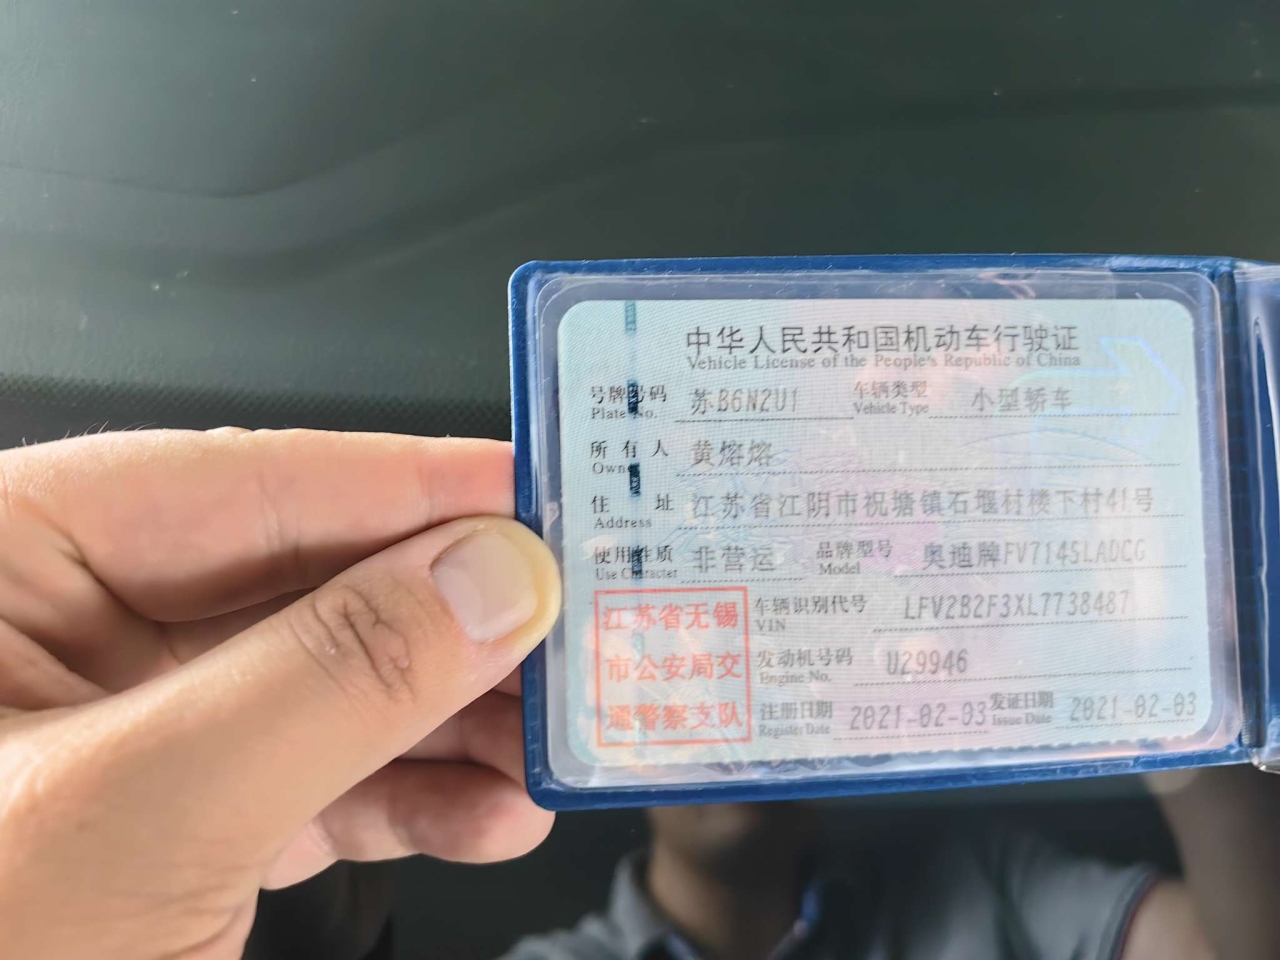 中华人民共和国机动车行驶证
Vehicle License of the People's Republic of China
号牌号码 苏B6N2U1 车辆类型 小型轿车
Plate No. Vehicle Type
所有人 黄熔熔
Owner
住址 江苏省江阴市祝塘镇石堰村楼下村41号
Address
使用性质 非营运 品牌型号 奥迪牌FV7145LADCG
Use Character Model
江苏省无锡
市公安局交
通警察支队
车辆识别代号 LFV2B2F3XL7738487
VIN
发动机号码 U29946
Engine No.
注册日期 2021-02-03 发证日期 2021-02-03
Register Date Issue Date